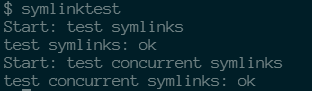 $ symlinktest
Start: test symlinks
test symlinks: ok
Start: test concurrent symlinks
test concurrent symlinks: ok